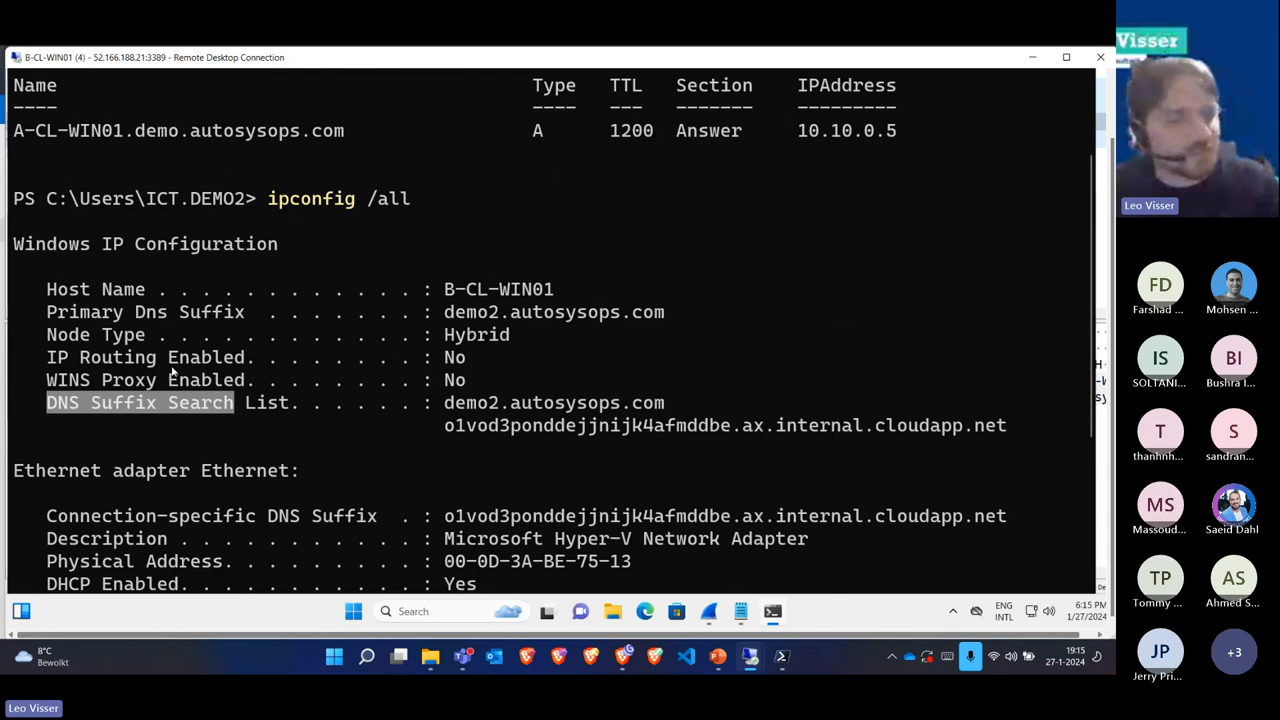 B-CL-WIN01 (4) - 52.166.188.21:3389 - Remote Desktop Connection
Name Type TTL Section IPAddress
---- ---- --- ------- ---------
A-CL-WIN01.demo.autosysops.com A 1200 Answer 10.10.0.5
PS C:\Users\ICT.DEMO2> ipconfig /all
Windows IP Configuration
Host Name . . . . . . . . . . . . : B-CL-WIN01
Primary Dns Suffix . . . . . . . : demo2.autosysops.com
Node Type . . . . . . . . . . . . : Hybrid
IP Routing Enabled. . . . . . . . : No
WINS Proxy Enabled. . . . . . . . : No
DNS Suffix Search List. . . . . . : demo2.autosysops.com
o1vod3ponddejjnijk4afmddbe.ax.internal.cloudapp.net
Ethernet adapter Ethernet:
Connection-specific DNS Suffix . : o1vod3ponddejjnijk4afmddbe.ax.internal.cloudapp.net
Description . . . . . . . . . . . : Microsoft Hyper-V Network Adapter
Physical Address. . . . . . . . . : 00-0D-3A-BE-75-13
DHCP Enabled. . . . . . . . . . . : Yes
Search
ENG
INTL
6:15 PM
1/27/2024
8°C
Bewolkt
19:15
27-1-2024
Leo Visser
Visser
Leo Visser
FD
Farshad ...
Mohsen ...
IS
SOLTANI...
BI
Bushra I...
T
thanhnh...
S
sandran...
MS
Massoud...
Saeid Dahl
TP
Tommy ...
AS
Ahmed S...
JP
Jerry Pri...
+3